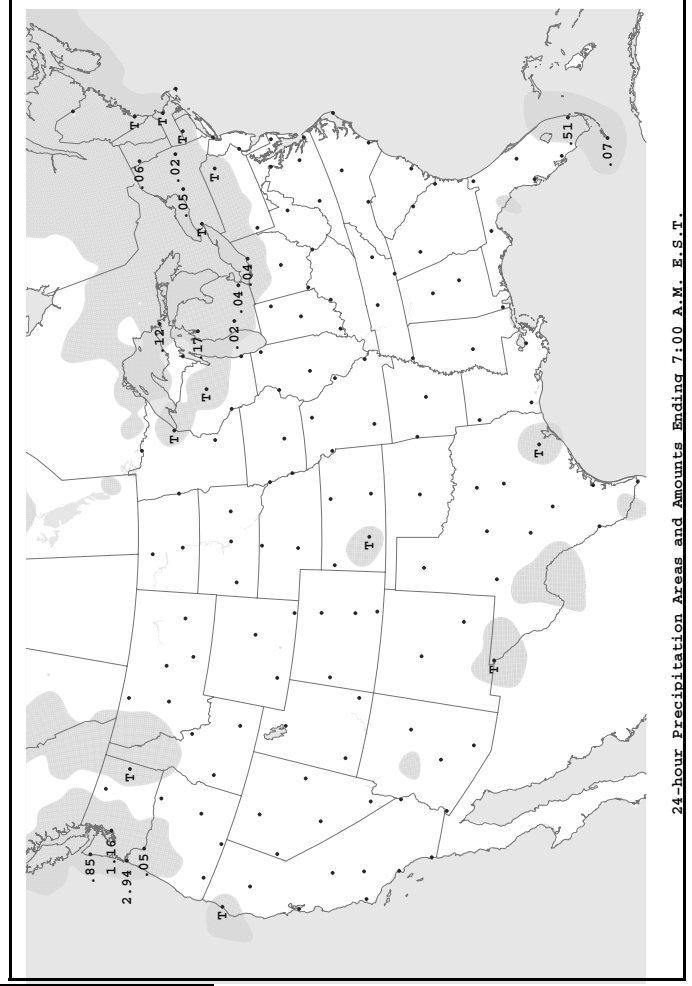 .85
1.16
2.94
T
T
.06
.05
.12
T
T
.02
.05
T
.17
T
T
T
T
.02
.04
.04
T
T
T
.51
.07
24-hour Precipitation Areas and Amounts Ending 7:00 A.M. E.S.T.